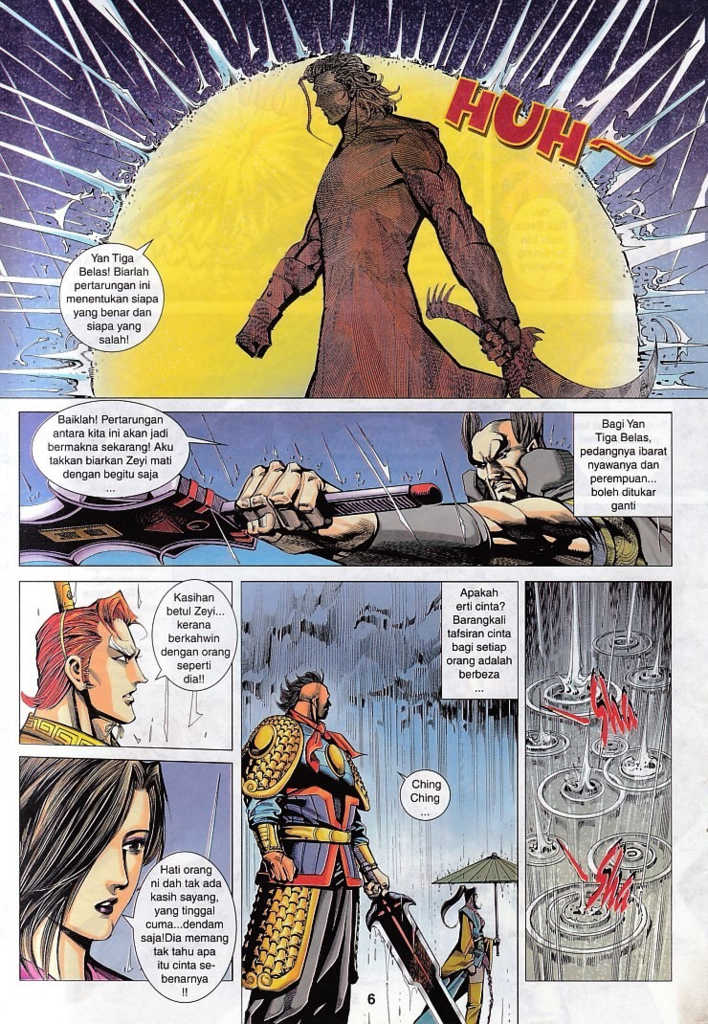 HUH~
Yan Tiga
Belas! Biarlah
pertarungan ini
menentukan siapa
yang benar dan
siapa yang
salah!
Baiklah! Pertarungan
antara kita ini akan jadi
bermakna sekarang! Aku
takkan biarkan Zeyi mati
dengan begitu saja
...
Bagi Yan
Tiga Belas,
pedangnya ibarat
nyawanya dan
perempuan...
boleh ditukar
ganti
Kasihan
betul Zeyi...
kerana
berkahwin
dengan orang
seperti
dia!!
Apakah
erti cinta?
Barangkali
tafsiran cinta
bagi setiap
orang adalah
berbeza
...
Ching
Ching
...
Sha
Sha
Hati orang
ni dah tak ada
kasih sayang,
yang tinggal
cuma...dendam
saja!Dia memang
tak tahu apa
itu cinta se-
benarnya
!!
6